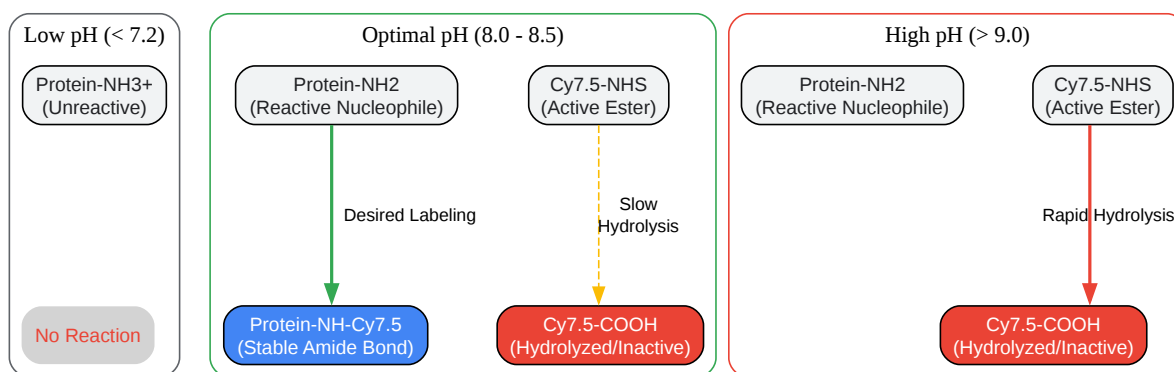 Low pH (< 7.2)
Protein-NH3+
(Unreactive)
No Reaction
Optimal pH (8.0 - 8.5)
Protein-NH2
(Reactive Nucleophile)
Cy7.5-NHS
(Active Ester)
Desired Labeling
Slow
Hydrolysis
Protein-NH-Cy7.5
(Stable Amide Bond)
Cy7.5-COOH
(Hydrolyzed/Inactive)
High pH (> 9.0)
Protein-NH2
(Reactive Nucleophile)
Cy7.5-NHS
(Active Ester)
Rapid Hydrolysis
Cy7.5-COOH
(Hydrolyzed/Inactive)